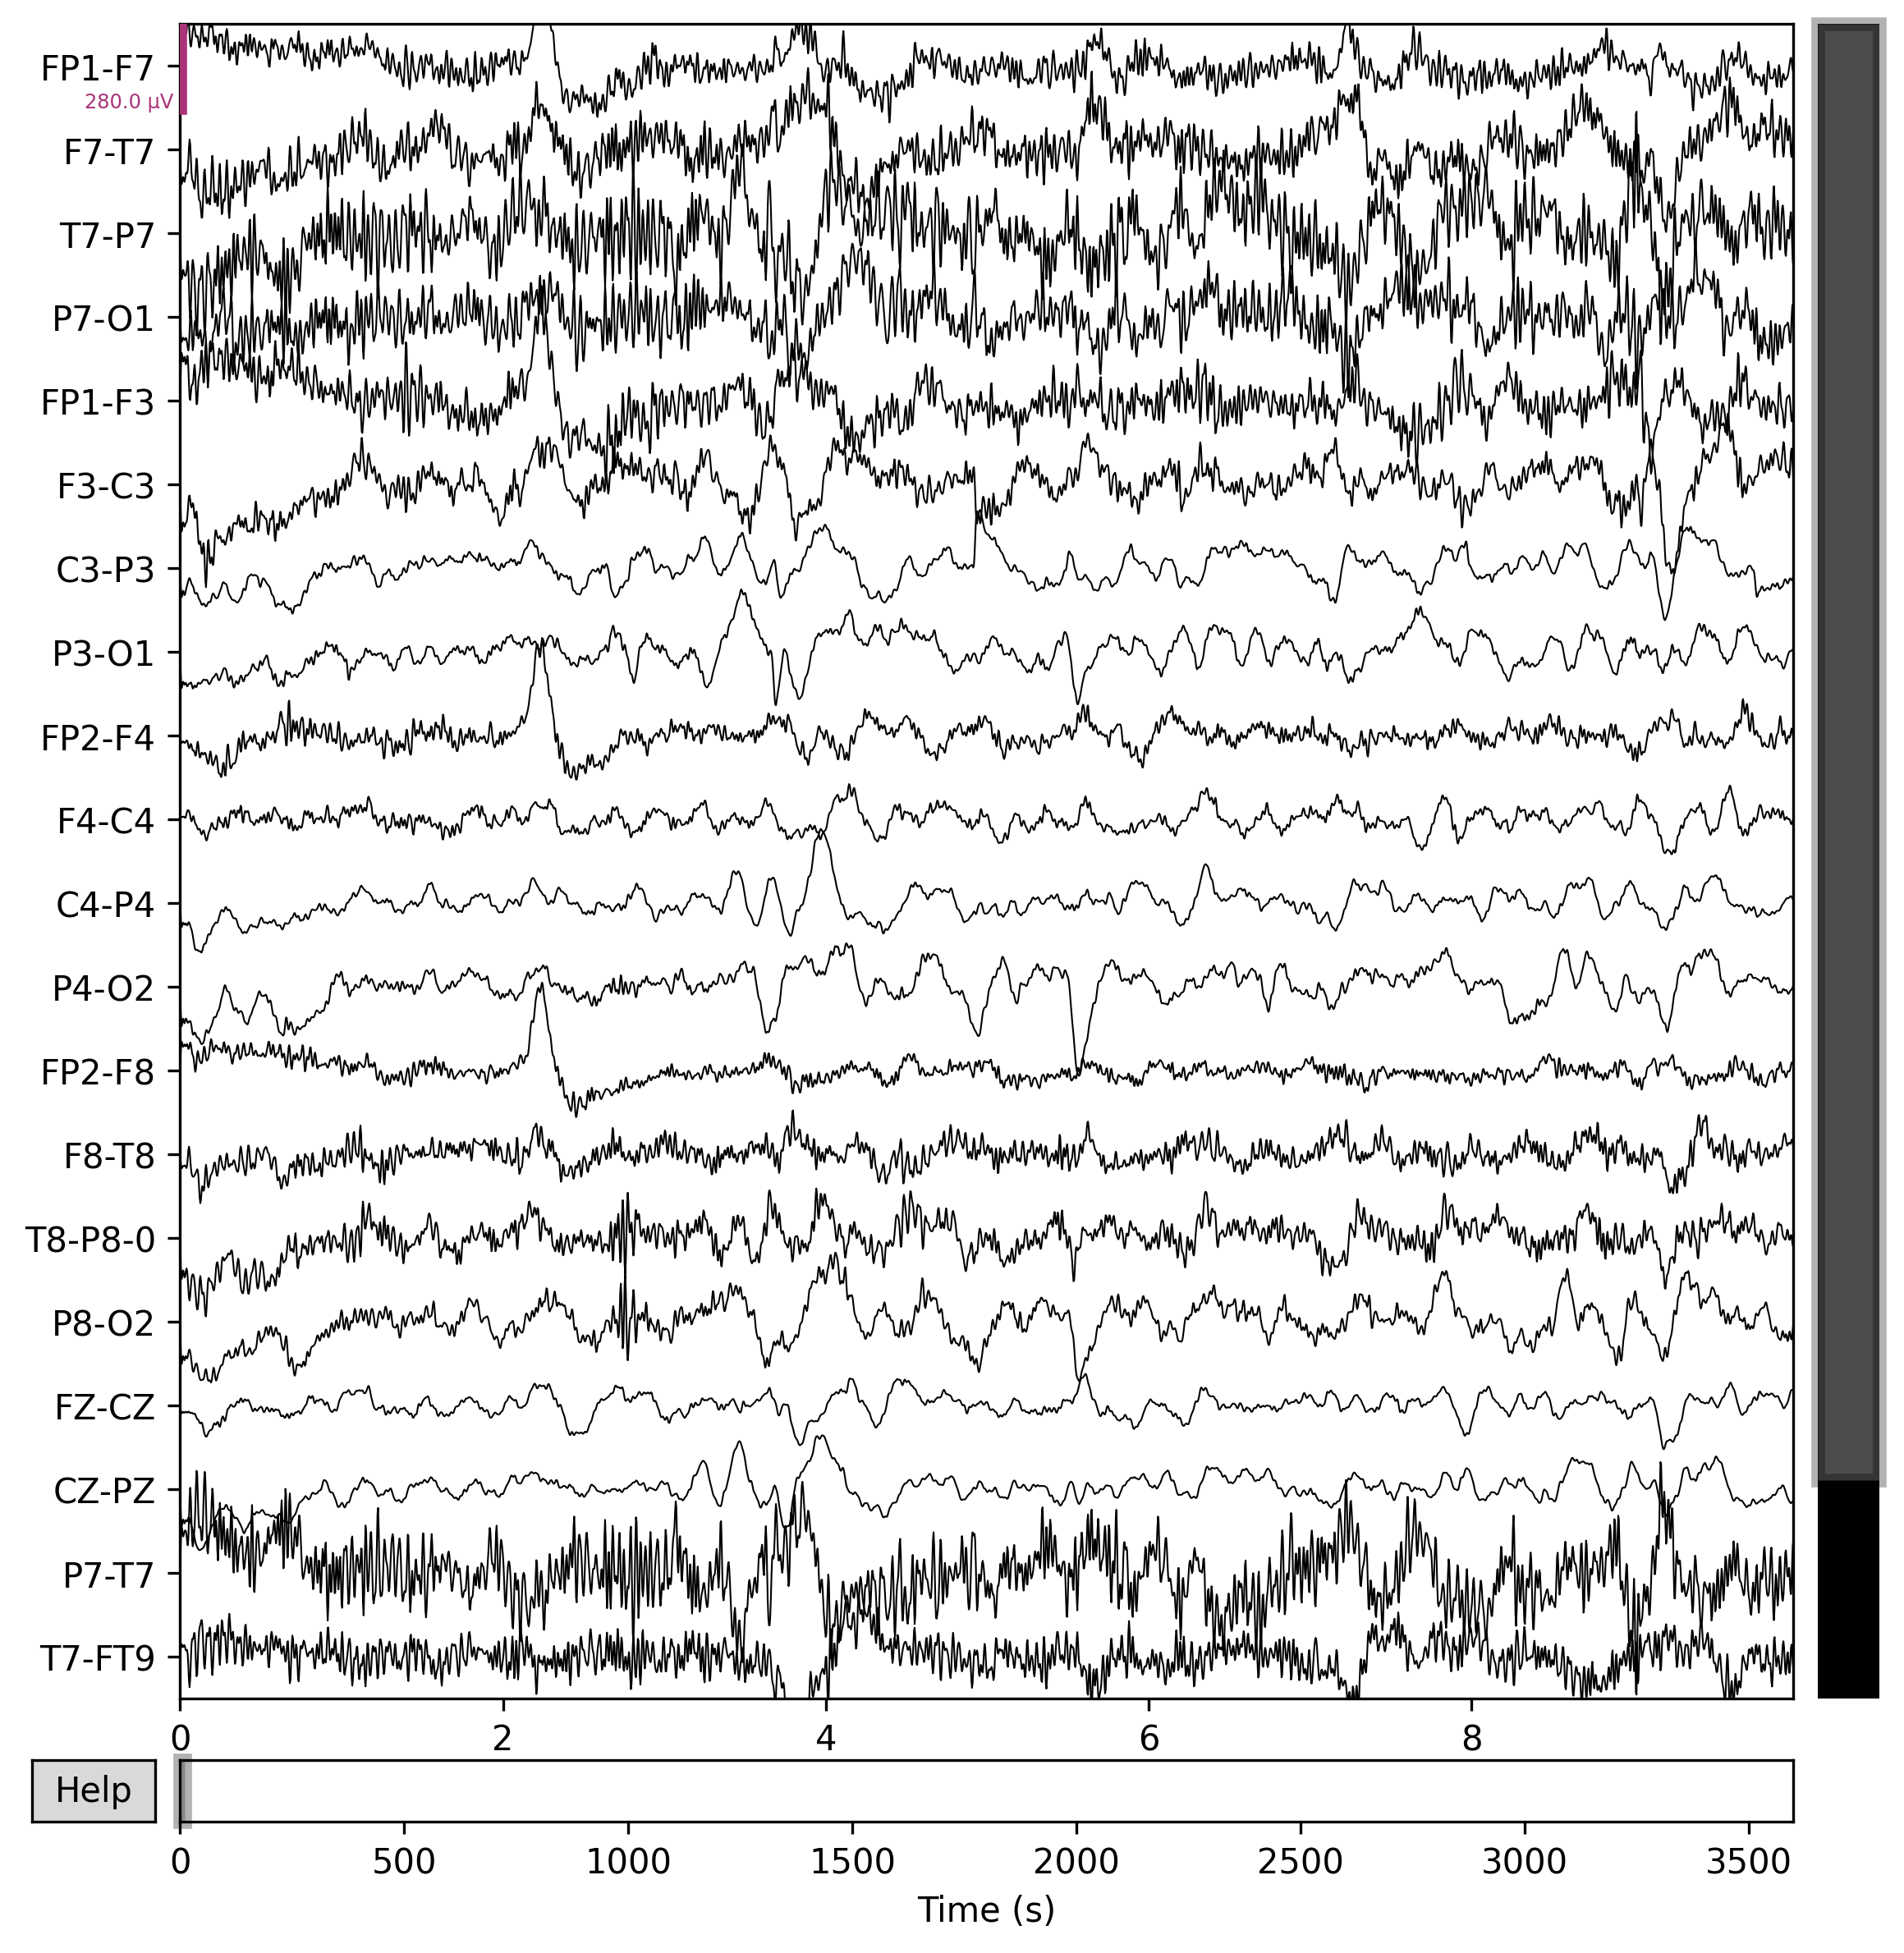 FP1-F7
280.0 µV
F7-T7
T7-P7
P7-O1
FP1-F3
F3-C3
C3-P3
P3-O1
FP2-F4
F4-C4
C4-P4
P4-O2
FP2-F8
F8-T8
T8-P8-0
P8-O2
FZ-CZ
CZ-PZ
P7-T7
T7-FT9
0 2 4 6 8
Help
0 500 1000 1500 2000 2500 3000 3500
Time (s)